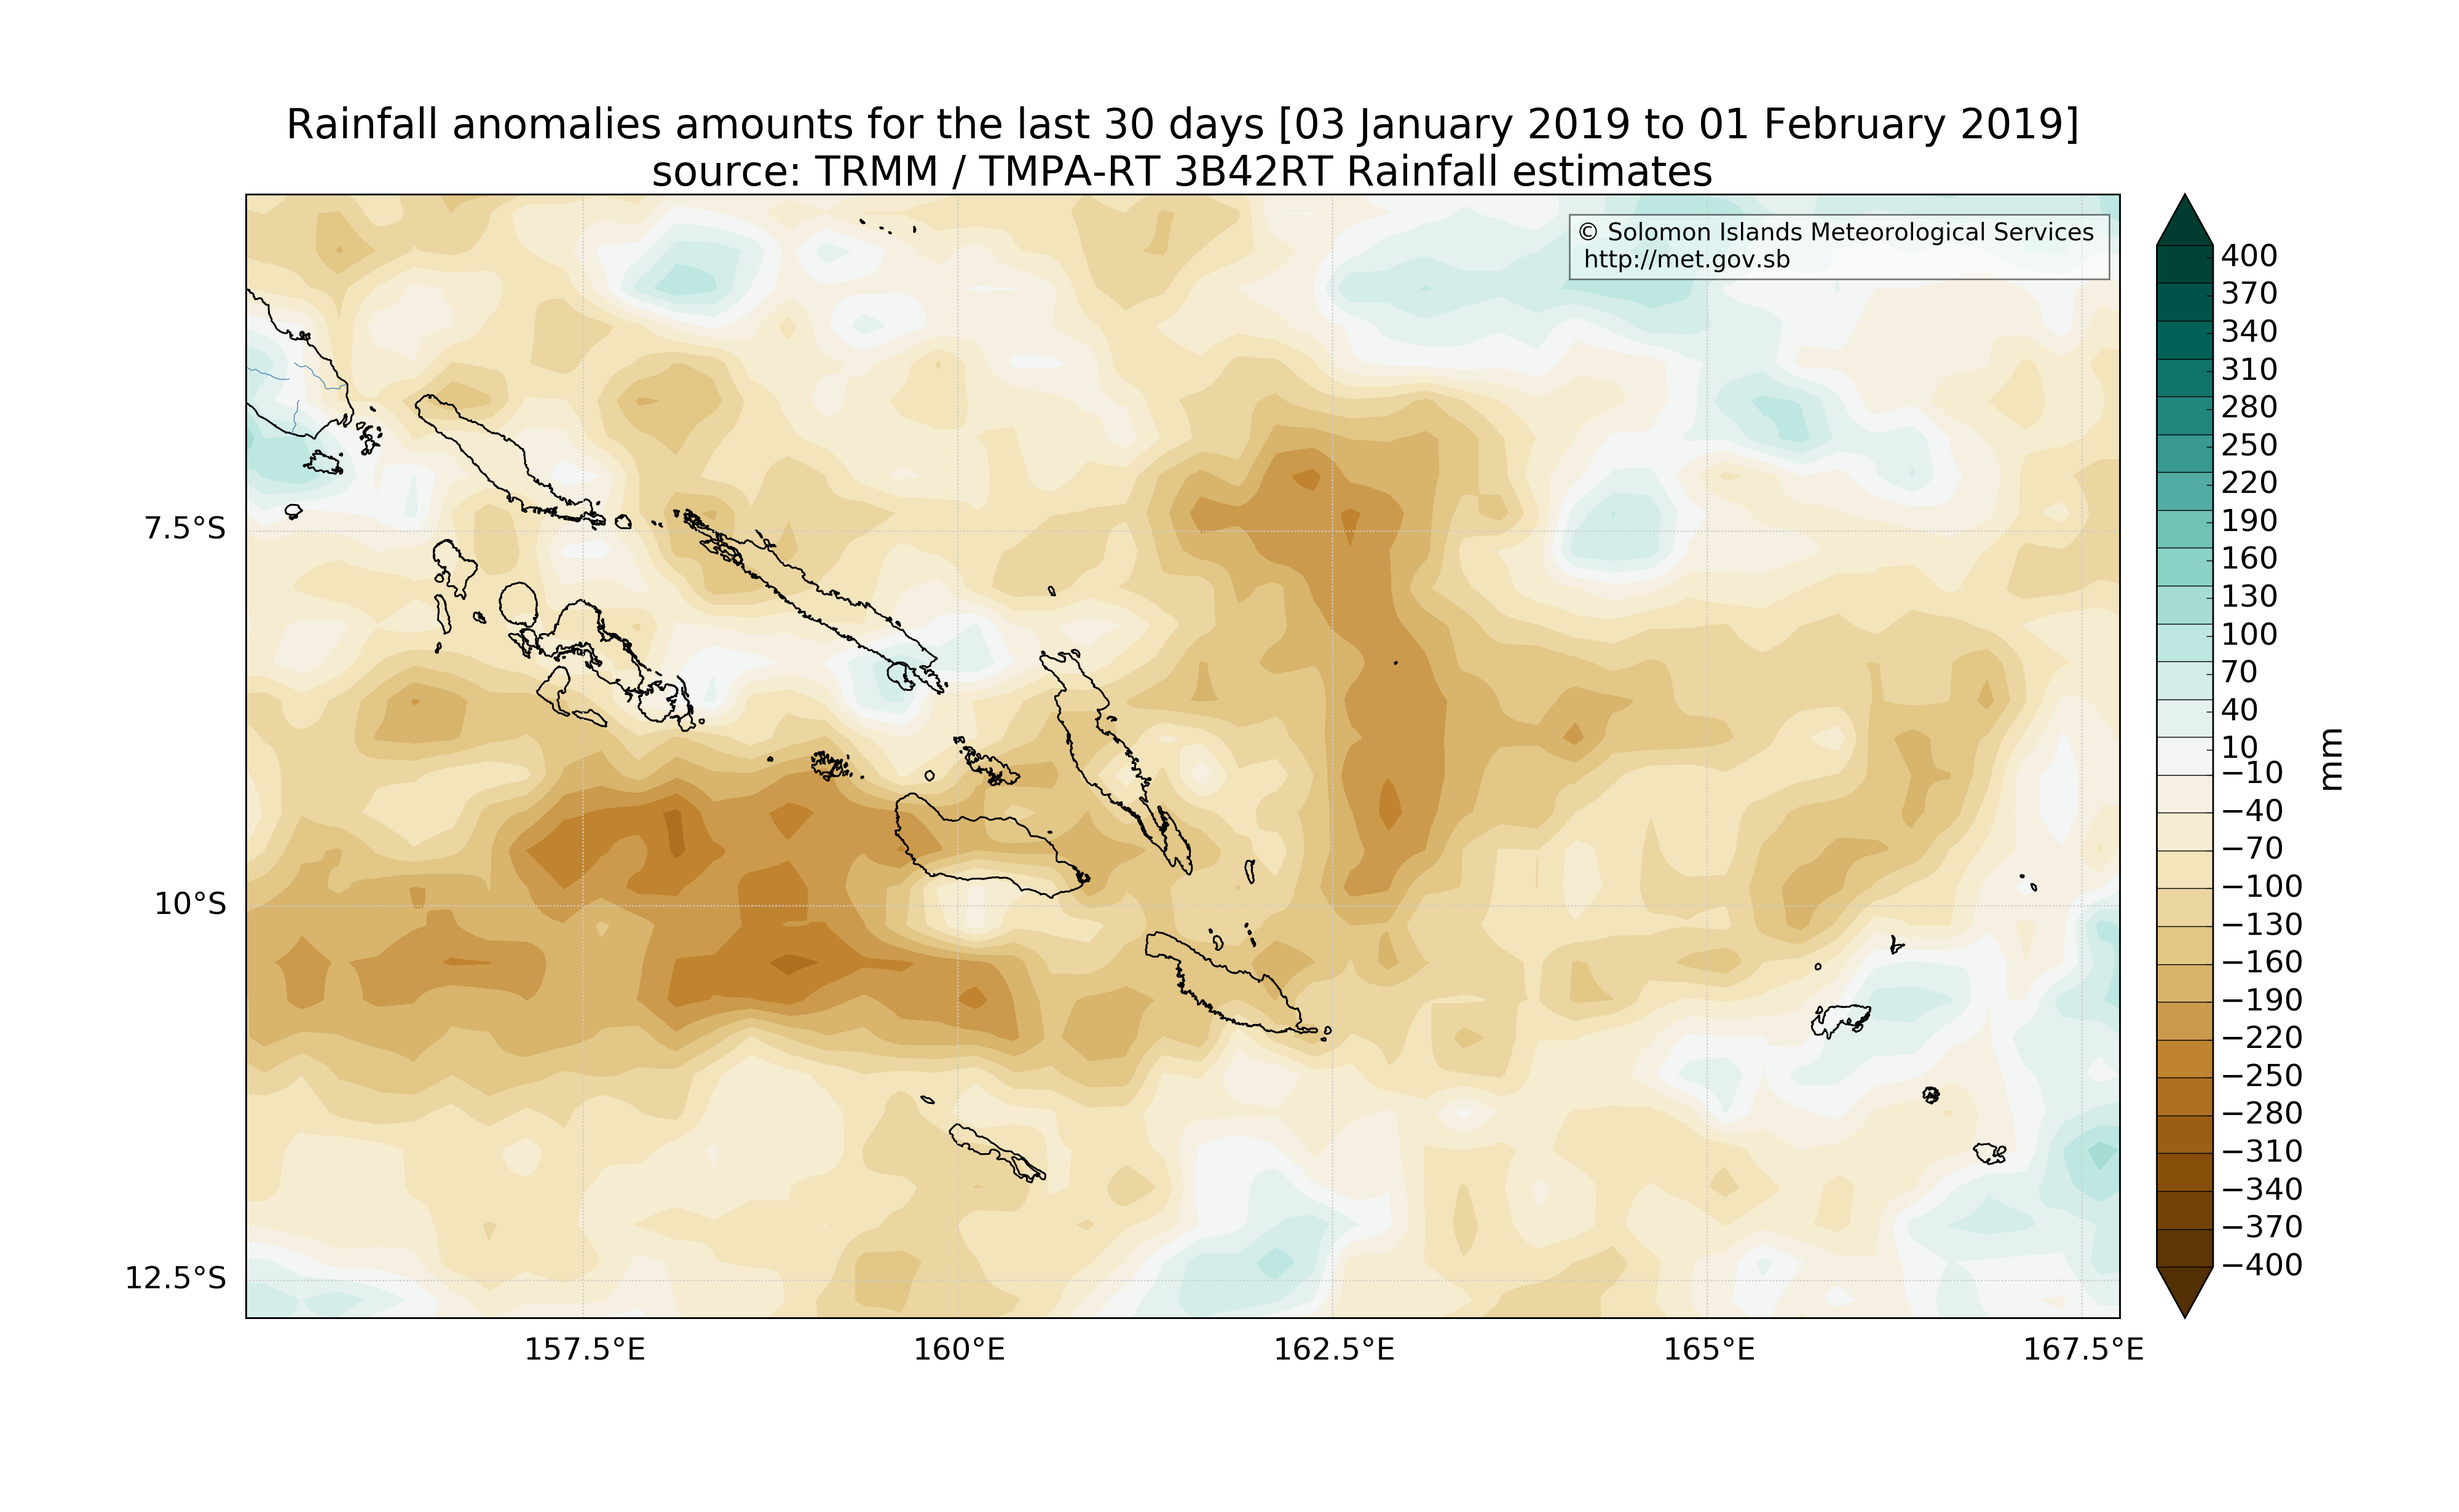 Rainfall anomalies amounts for the last 30 days [03 January 2019 to 01 February 2019]
source: TRMM / TMPA-RT 3B42RT Rainfall estimates
© Solomon Islands Meteorological Services
http://met.gov.sb
7.5°S
10°S
12.5°S
157.5°E
160°E
162.5°E
165°E
167.5°E
400
370
340
310
280
250
220
190
160
130
100
70
40
10
−10
−40
−70
−100
−130
−160
−190
−220
−250
−280
−310
−340
−370
−400
mm